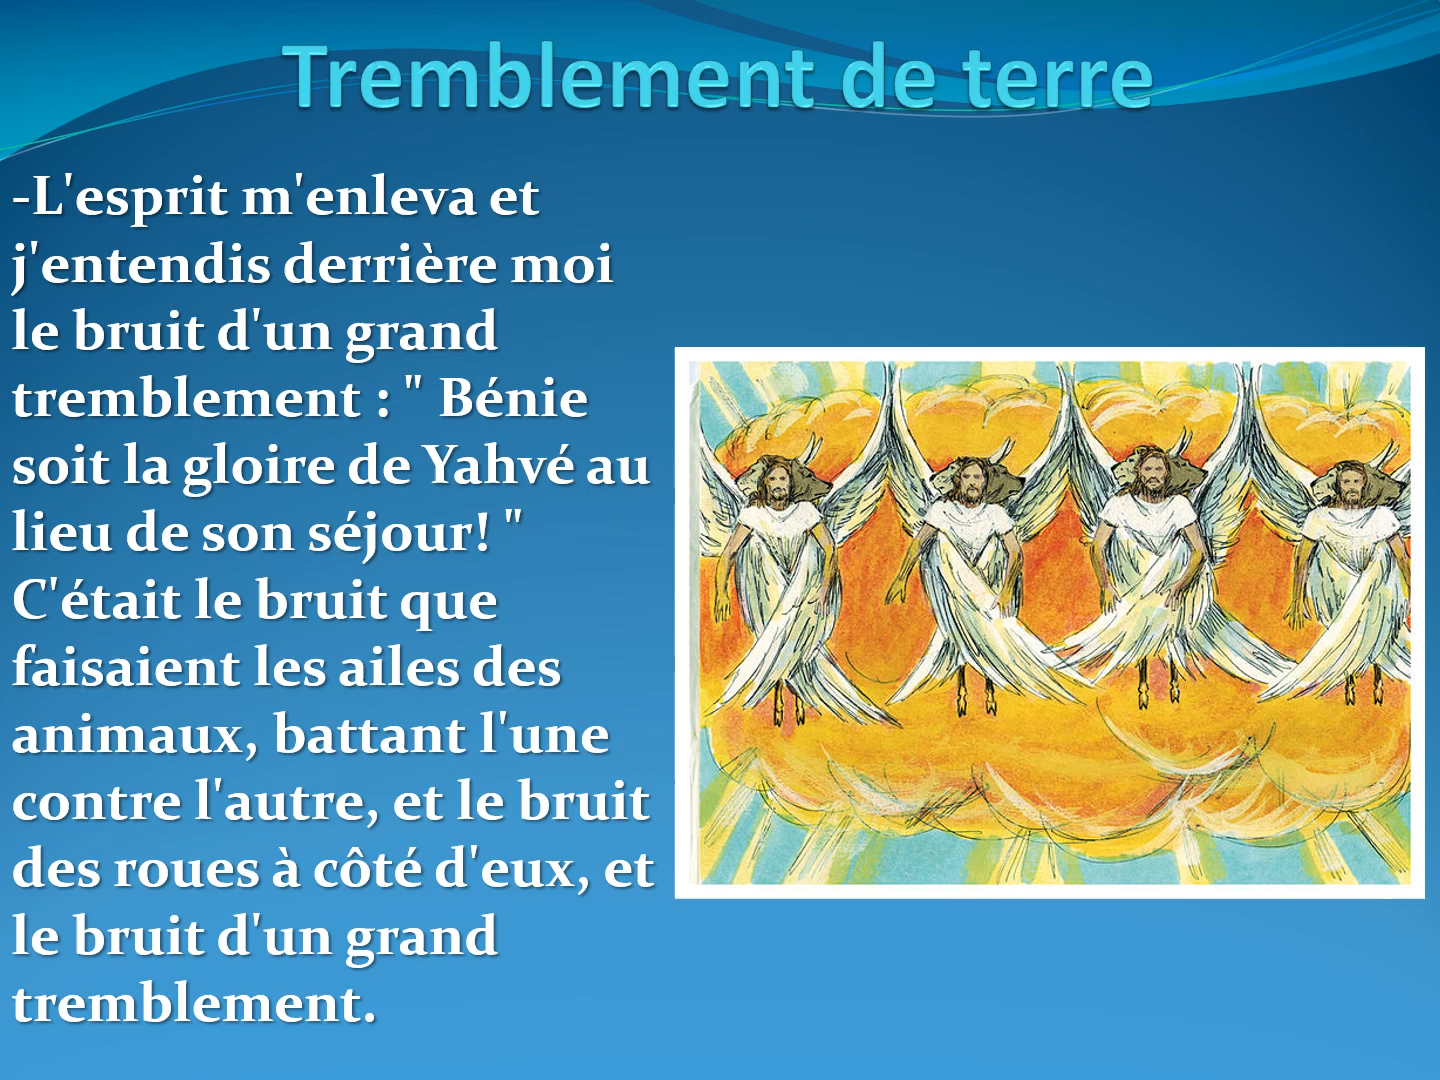 Tremblement de terre
-L'esprit m'enleva et
j'entendis derrière moi
le bruit d'un grand
tremblement : " Bénie
soit la gloire de Yahvé au
lieu de son séjour! "
C'était le bruit que
faisaient les ailes des
animaux, battant l'une
contre l'autre, et le bruit
des roues à côté d'eux, et
le bruit d'un grand
tremblement.